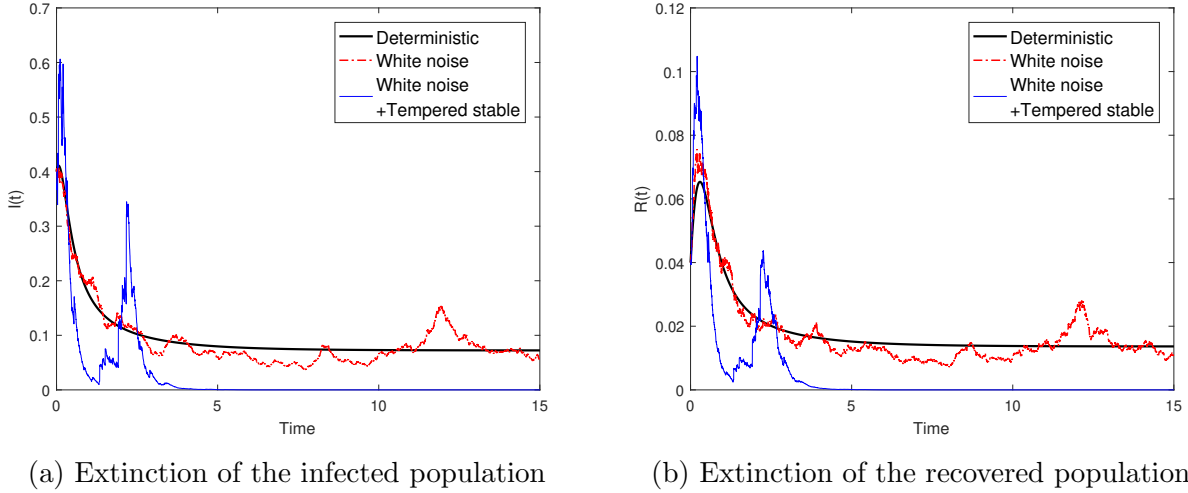 0.7
0.6
0.5
0.4
0.3
0.2
0.1
0
I(t)
0 5 10 15
Time
Deterministic
White noise
White noise
+Tempered stable
(a) Extinction of the infected population
0.12
0.1
0.08
0.06
0.04
0.02
0
R(t)
0 5 10 15
Time
Deterministic
White noise
White noise
+Tempered stable
(b) Extinction of the recovered population